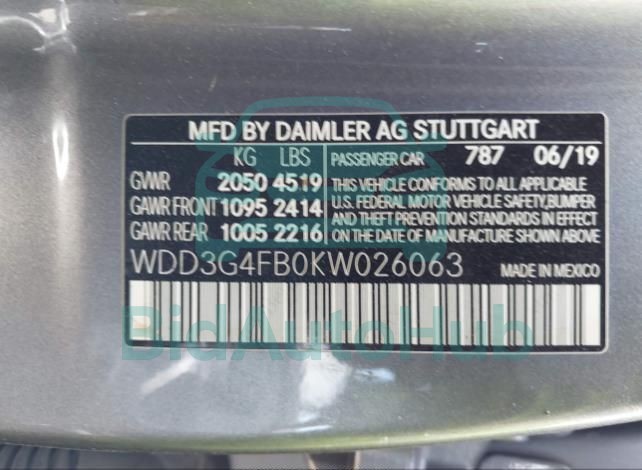 MFD BY DAIMLER AG STUTTGART
KG LBS PASSENGER CAR 787 06/19
GVWR 2050 4519 THIS VEHICLE CONFORMS TO ALL APPLICABLE
GAWR FRONT 1095 2414 U.S. FEDERAL MOTOR VEHICLE SAFETY,BUMPER
AND THEFT PREVENTION STANDARDS IN EFFECT
GAWR REAR 1005 2216 ON THE DATE OF MANUFACTURE SHOWN ABOVE
WDD3G4FB0KW026063 MADE IN MEXICO
BidAutoHub